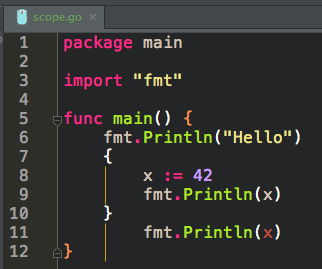 scope.go ×
1 package main
2
3 import "fmt"
4
5 func main() {
6     fmt.Println("Hello")
7     {
8         x := 42
9         fmt.Println(x)
10     }
11         fmt.Println(x)
12 }